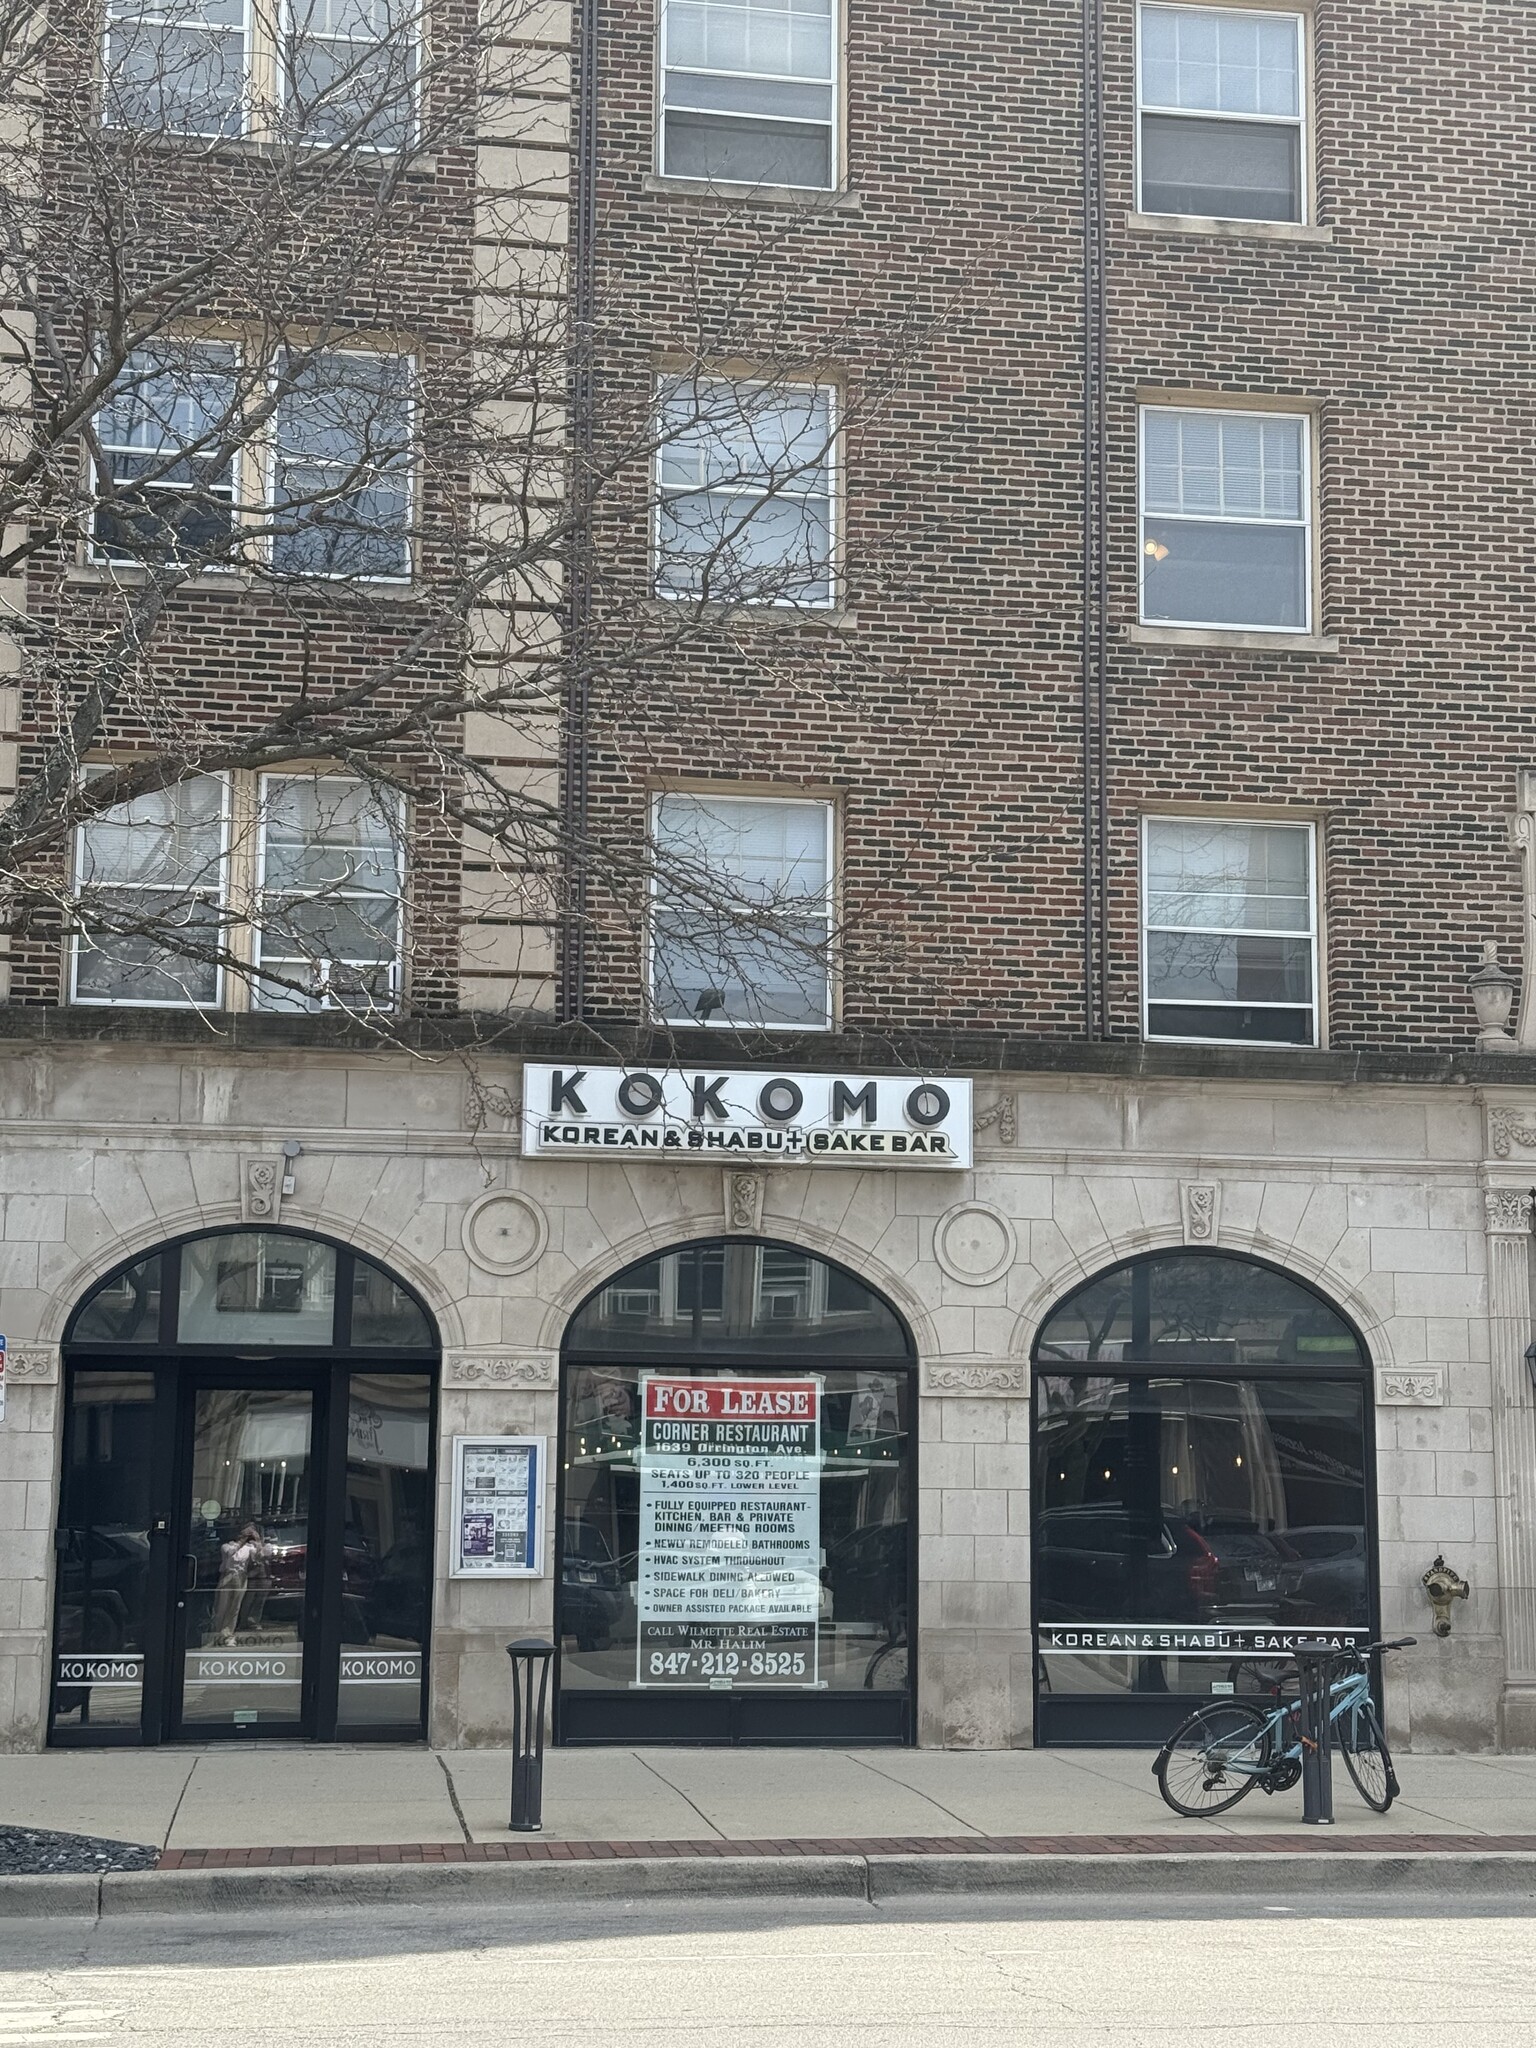 KOKOMO
KOREAN & SHABU + SAKE BAR
FOR LEASE
CORNER RESTAURANT
1639 Orrington Ave.
6,300 SQ. FT.
SEATS UP TO 320 PEOPLE
1,400 SQ. FT. LOWER LEVEL
• FULLY EQUIPPED RESTAURANT-
KITCHEN, BAR & PRIVATE
DINING/MEETING ROOMS
• NEWLY REMODELED BATHROOMS
• HVAC SYSTEM THROUGHOUT
• SIDEWALK DINING ALLOWED
• SPACE FOR DELI/BAKERY
• OWNER ASSISTED PACKAGE AVAILABLE
CALL WILMETTE REAL ESTATE
MR. HALIM
847·212·8525
KOKOMO
KOKOMO
KOKOMO
KOREAN & SHABU + SAKE BAR